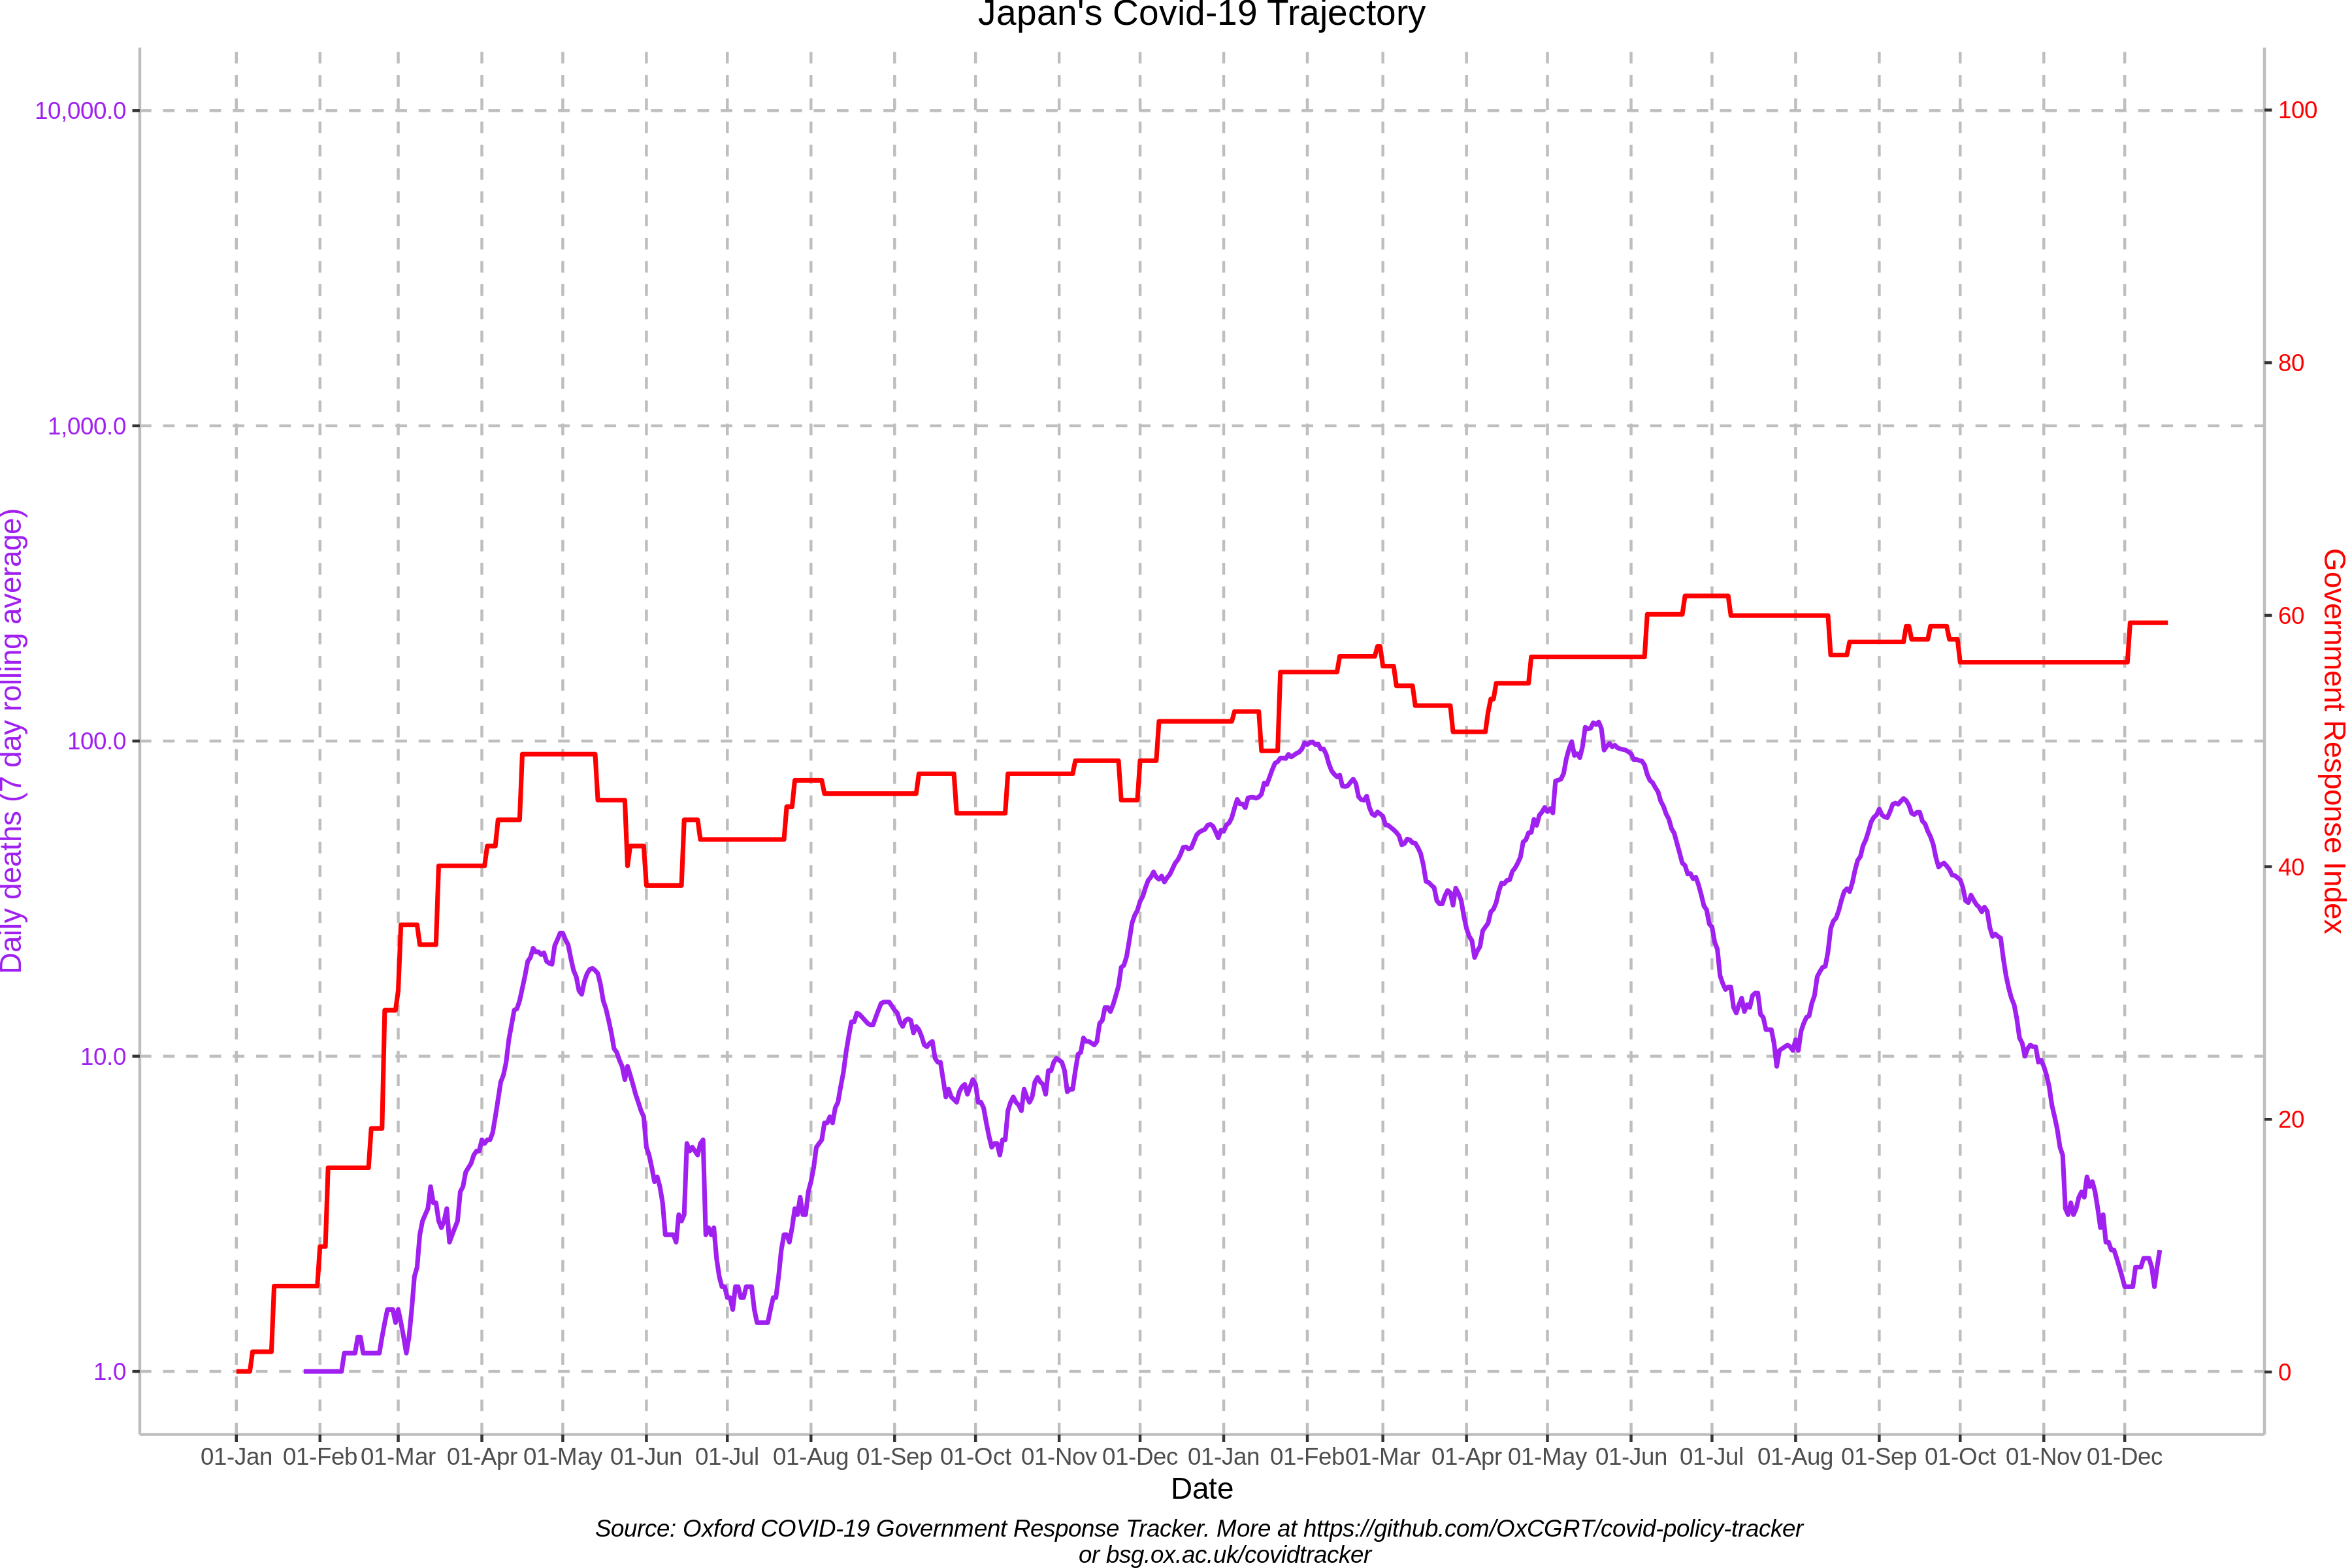 Japan's Covid-19 Trajectory
10,000.0
1,000.0
100.0
10.0
1.0
Daily deaths (7 day rolling average)
100
80
60
40
20
0
Government Response Index
01-Jan 01-Feb 01-Mar 01-Apr 01-May 01-Jun 01-Jul 01-Aug 01-Sep 01-Oct 01-Nov 01-Dec 01-Jan 01-Feb 01-Mar 01-Apr 01-May 01-Jun 01-Jul 01-Aug 01-Sep 01-Oct 01-Nov 01-Dec
Date
Source: Oxford COVID-19 Government Response Tracker. More at https://github.com/OxCGRT/covid-policy-tracker
or bsg.ox.ac.uk/covidtracker